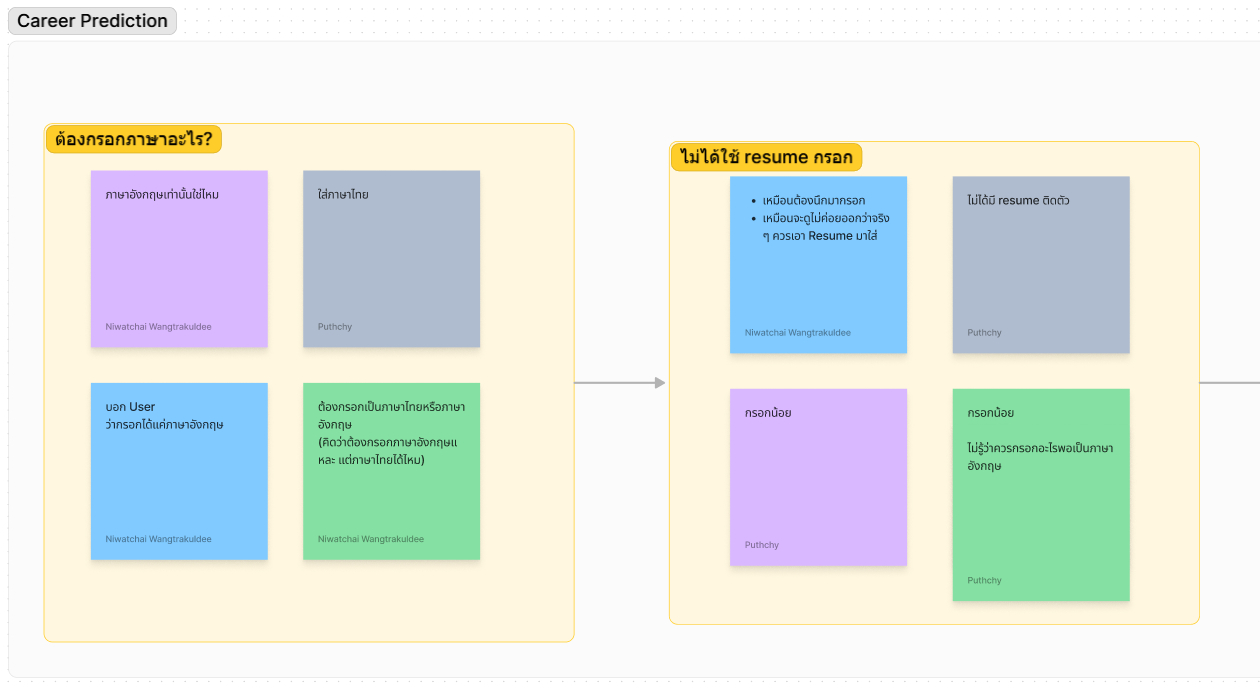 Career Prediction
ต้องกรอกภาษาอะไร?
ภาษาอังกฤษเท่านั้นใช่ไหม
Niwatchai Wangtrakuldee
ใส่ภาษาไทย
Puthchy
บอก User
ว่ากรอกได้แค่ภาษาอังกฤษ
Niwatchai Wangtrakuldee
ต้องกรอกเป็นภาษาไทยหรือภาษา
อังกฤษ
(คิดว่าต้องกรอกภาษาอังกฤษแ
หละ แต่ภาษาไทยได้ไหม)
Niwatchai Wangtrakuldee
ไม่ได้ใช้ resume กรอก
• เหมือนต้องนึกมากรอก
• เหมือนจะดูไม่ค่อยออกว่าจริง
ๆ ควรเอา Resume มาใส่
Niwatchai Wangtrakuldee
ไม่ได้มี resume ติดตัว
Puthchy
กรอกน้อย
Puthchy
กรอกน้อย
ไม่รู้ว่าควรกรอกอะไรพอเป็นภาษา
อังกฤษ
Puthchy